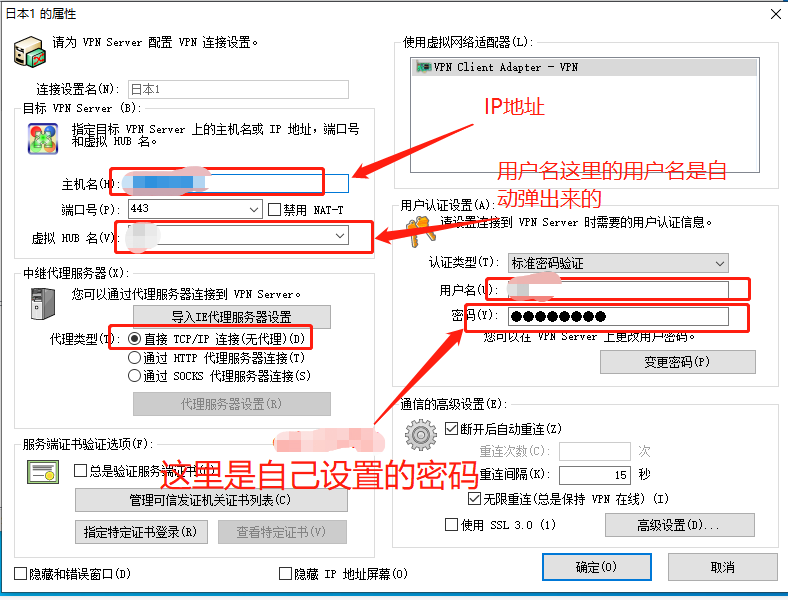 日本1 的属性
请为 VPN Server 配置 VPN 连接设置。
连接设置名(N):
日本1
目标 VPN Server (B):
指定目标 VPN Server 上的主机名或 IP 地址，端口号
和虚拟 HUB 名。
主机名(H):
端口号(P):
443
禁用 NAT-T
虚拟 HUB 名(V):
中继代理服务器(X):
您可以通过代理服务器连接到 VPN Server。
导入IE代理服务器设置
代理类型(T):
直接 TCP/IP 连接(无代理)(D)
通过 HTTP 代理服务器连接(T)
通过 SOCKS 代理服务器连接(S)
代理服务器设置(R)
服务端证书验证选项(F):
总是验证服务端证书
这里是自己设置的密码
管理可信发证机关证书列表(C)
指定特定证书登录(R)
查看特定证书(V)
隐藏和错误窗口(D)
隐藏 IP 地址屏幕(O)
使用虚拟网络适配器(L):
VPN Client Adapter - VPN
IP地址
用户名这里的用户名是自
动弹出来的
用户认证设置(A):
请设置连接到 VPN Server 时需要的用户认证信息。
认证类型(T):
标准密码验证
用户名(U):
密码(Y):
您可以在 VPN Server 上更改用户密码。
变更密码(P)
通信的高级设置(E):
断开后自动重连(Z)
重连次数(C):
次
重连间隔(K):
15 秒
无限重连(总是保持 VPN 在线) (I)
使用 SSL 3.0 (1)
高级设置(D)...
确定(O)
取消